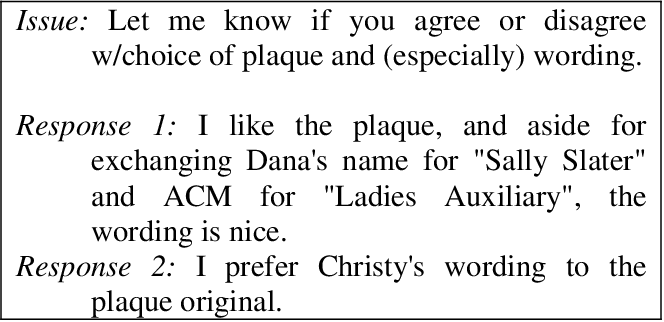 Issue: Let me know if you agree or disagree
w/choice of plaque and (especially) wording.
Response 1: I like the plaque, and aside for
exchanging Dana's name for "Sally Slater"
and ACM for "Ladies Auxiliary", the
wording is nice.
Response 2: I prefer Christy's wording to the
plaque original.